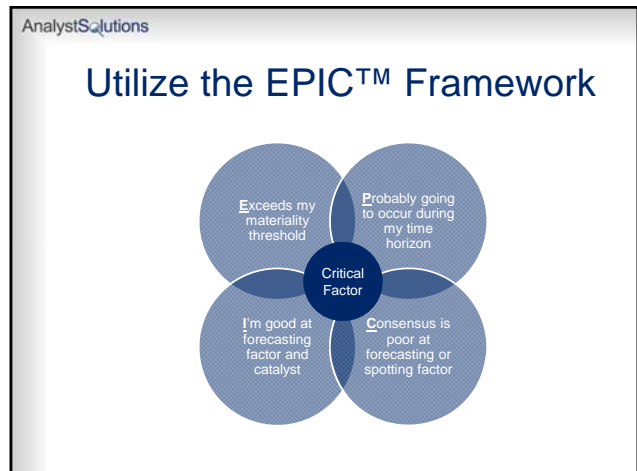 AnalystSolutions
Utilize the EPIC™ Framework
Exceeds my
materiality
threshold
Probably going
to occur during
my time
horizon
Critical
Factor
I'm good at
forecasting
factor and
catalyst
Consensus is
poor at
forecasting or
spotting factor